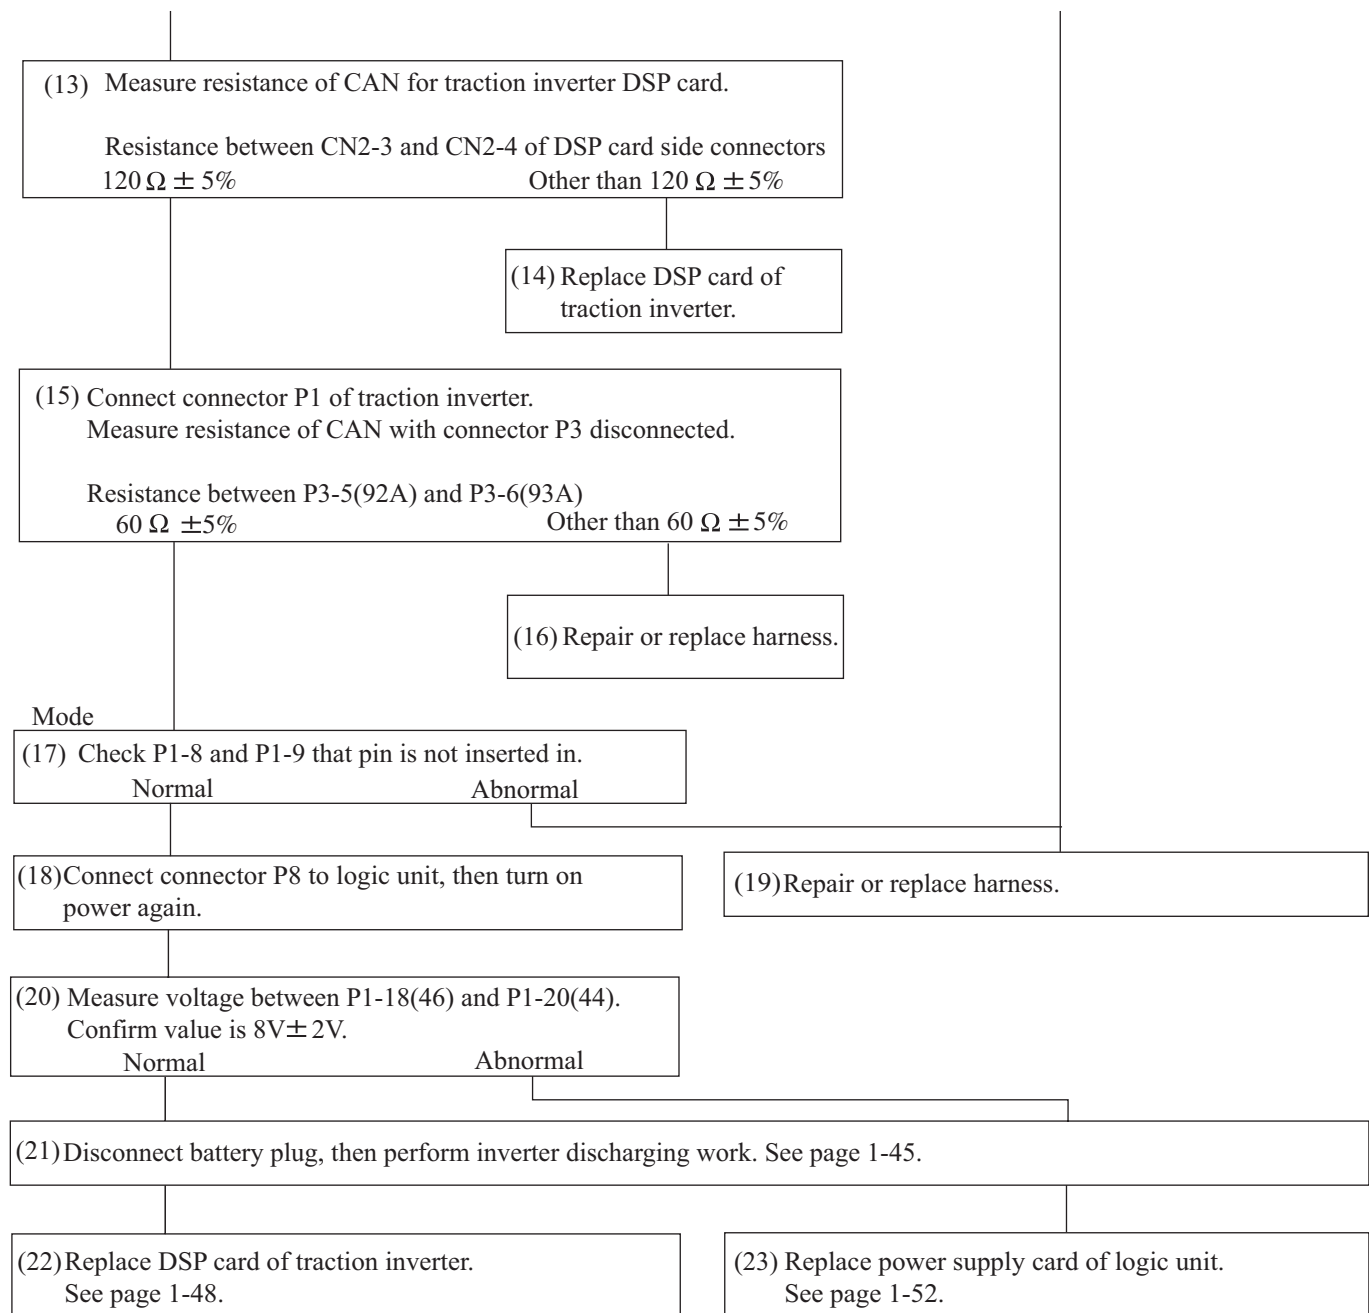 (13) Measure resistance of CAN for traction inverter DSP card.
Resistance between CN2-3 and CN2-4 of DSP card side connectors
120 Ω ± 5% Other than 120 Ω ± 5%
(14) Replace DSP card of
traction inverter.
(15) Connect connector P1 of traction inverter.
Measure resistance of CAN with connector P3 disconnected.
Resistance between P3-5(92A) and P3-6(93A)
60 Ω ±5% Other than 60 Ω ± 5%
(16) Repair or replace harness.
Mode
(17) Check P1-8 and P1-9 that pin is not inserted in.
Normal Abnormal
(18) Connect connector P8 to logic unit, then turn on
power again.
(19) Repair or replace harness.
(20) Measure voltage between P1-18(46) and P1-20(44).
Confirm value is 8V± 2V.
Normal Abnormal
(21) Disconnect battery plug, then perform inverter discharging work. See page 1-45.
(22) Replace DSP card of traction inverter.
See page 1-48.
(23) Replace power supply card of logic unit.
See page 1-52.